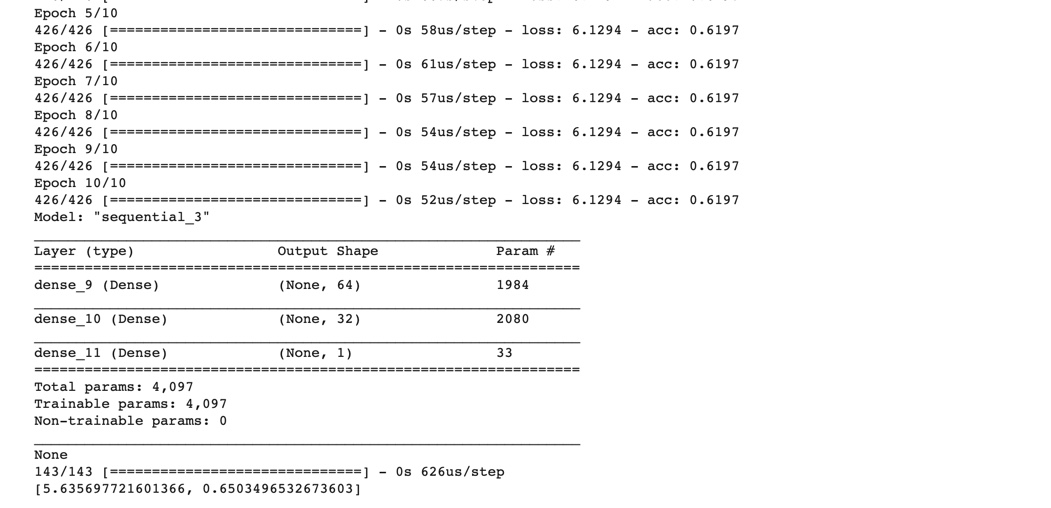 Epoch 5/10
426/426 [==============================] - 0s 58us/step - loss: 6.1294 - acc: 0.6197
Epoch 6/10
426/426 [==============================] - 0s 61us/step - loss: 6.1294 - acc: 0.6197
Epoch 7/10
426/426 [==============================] - 0s 57us/step - loss: 6.1294 - acc: 0.6197
Epoch 8/10
426/426 [==============================] - 0s 54us/step - loss: 6.1294 - acc: 0.6197
Epoch 9/10
426/426 [==============================] - 0s 54us/step - loss: 6.1294 - acc: 0.6197
Epoch 10/10
426/426 [==============================] - 0s 52us/step - loss: 6.1294 - acc: 0.6197
Model: "sequential_3"
_________________________________________________________________
Layer (type)                 Output Shape              Param #
=================================================================
dense_9 (Dense)              (None, 64)                1984
_________________________________________________________________
dense_10 (Dense)             (None, 32)                2080
_________________________________________________________________
dense_11 (Dense)             (None, 1)                 33
=================================================================
Total params: 4,097
Trainable params: 4,097
Non-trainable params: 0
_________________________________________________________________
None
143/143 [==============================] - 0s 626us/step
[5.635697721601366, 0.6503496532673603]